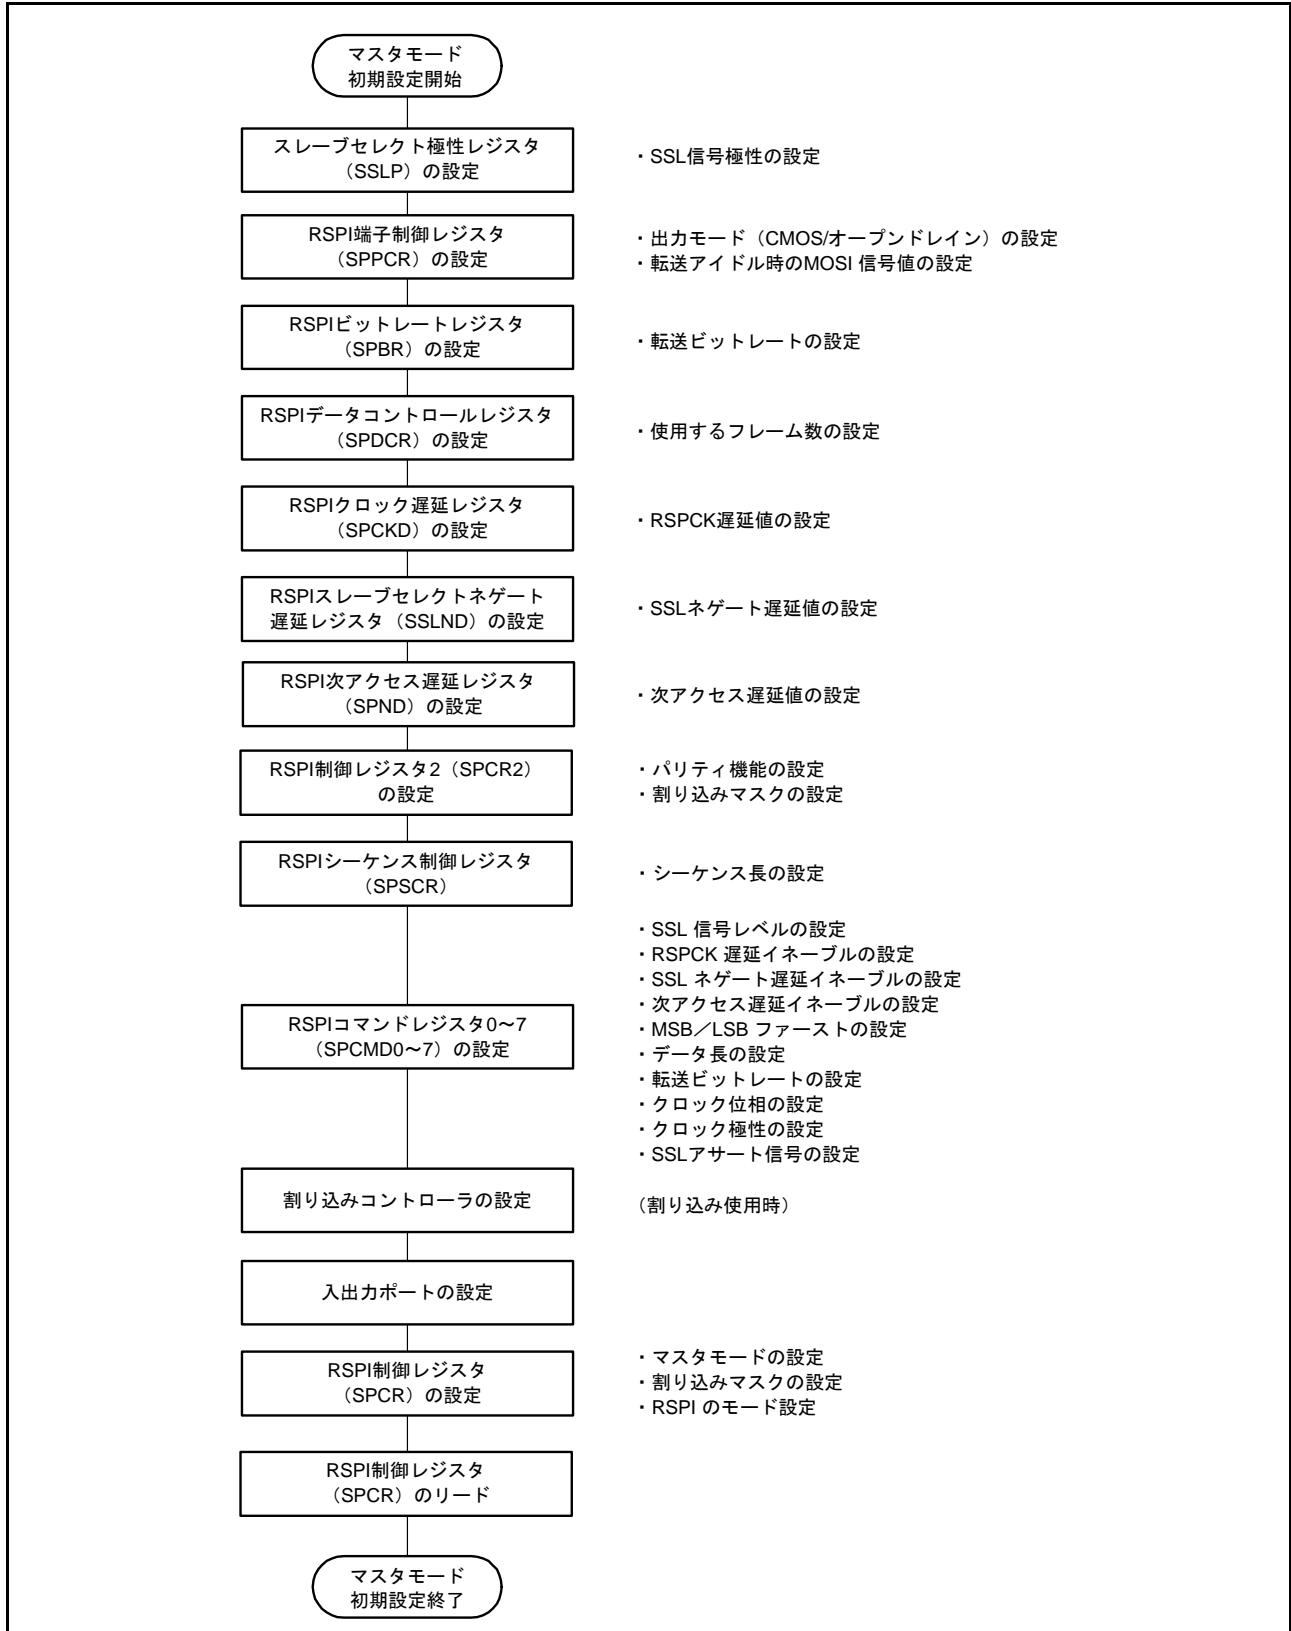 マスタモード
初期設定開始
スレーブセレクト極性レジスタ
（SSLP）の設定
・SSL信号極性の設定
RSPI端子制御レジスタ
（SPPCR）の設定
・出力モード（CMOS/オープンドレイン）の設定
・転送アイドル時のMOSI 信号値の設定
RSPIビットレートレジスタ
（SPBR）の設定
・転送ビットレートの設定
RSPIデータコントロールレジスタ
（SPDCR）の設定
・使用するフレーム数の設定
RSPIクロック遅延レジスタ
（SPCKD）の設定
・RSPCK遅延値の設定
RSPIスレーブセレクトネゲート
遅延レジスタ（SSLND）の設定
・SSLネゲート遅延値の設定
RSPI次アクセス遅延レジスタ
（SPND）の設定
・次アクセス遅延値の設定
RSPI制御レジスタ2（SPCR2）
の設定
・パリティ機能の設定
・割り込みマスクの設定
RSPIシーケンス制御レジスタ
（SPSCR）
・シーケンス長の設定
RSPIコマンドレジスタ0～7
（SPCMD0～7）の設定
・SSL 信号レベルの設定
・RSPCK 遅延イネーブルの設定
・SSL ネゲート遅延イネーブルの設定
・次アクセス遅延イネーブルの設定
・MSB／LSB ファーストの設定
・データ長の設定
・転送ビットレートの設定
・クロック位相の設定
・クロック極性の設定
・SSLアサート信号の設定
割り込みコントローラの設定
（割り込み使用時）
入出力ポートの設定
RSPI制御レジスタ
（SPCR）の設定
・マスタモードの設定
・割り込みマスクの設定
・RSPI のモード設定
RSPI制御レジスタ
（SPCR）のリード
マスタモード
初期設定終了